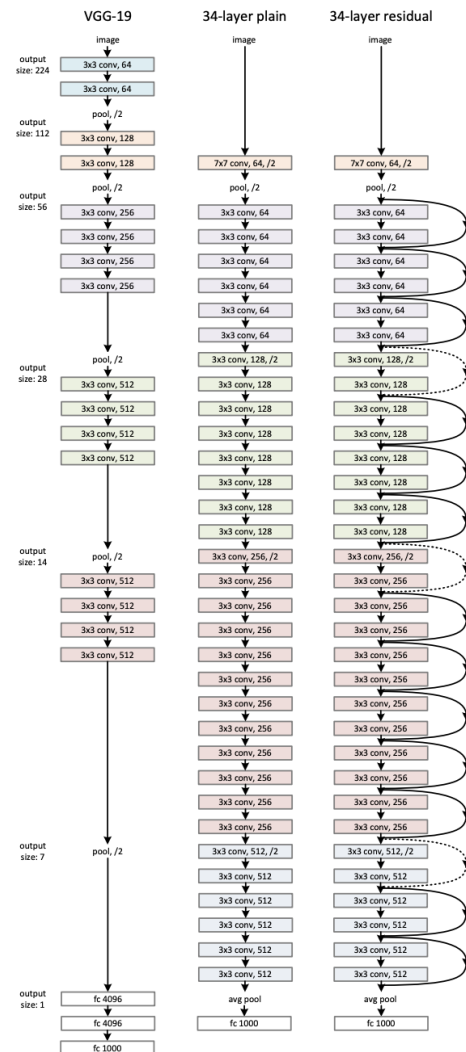 VGG-19
image
output
size: 224
3x3 conv, 64
3x3 conv, 64
pool, /2
output
size: 112
3x3 conv, 128
3x3 conv, 128
pool, /2
output
size: 56
3x3 conv, 256
3x3 conv, 256
3x3 conv, 256
3x3 conv, 256
pool, /2
output
size: 28
3x3 conv, 512
3x3 conv, 512
3x3 conv, 512
3x3 conv, 512
pool, /2
output
size: 14
3x3 conv, 512
3x3 conv, 512
3x3 conv, 512
3x3 conv, 512
output
size: 7
pool, /2
output
size: 1
fc 4096
fc 4096
fc 1000
34-layer plain
image
7x7 conv, 64, /2
pool, /2
3x3 conv, 64
3x3 conv, 64
3x3 conv, 64
3x3 conv, 64
3x3 conv, 64
3x3 conv, 64
3x3 conv, 128, /2
3x3 conv, 128
3x3 conv, 128
3x3 conv, 128
3x3 conv, 128
3x3 conv, 128
3x3 conv, 128
3x3 conv, 128
3x3 conv, 256, /2
3x3 conv, 256
3x3 conv, 256
3x3 conv, 256
3x3 conv, 256
3x3 conv, 256
3x3 conv, 256
3x3 conv, 256
3x3 conv, 256
3x3 conv, 256
3x3 conv, 256
3x3 conv, 256
3x3 conv, 512, /2
3x3 conv, 512
3x3 conv, 512
3x3 conv, 512
3x3 conv, 512
3x3 conv, 512
avg pool
fc 1000
34-layer residual
image
7x7 conv, 64, /2
pool, /2
3x3 conv, 64
3x3 conv, 64
3x3 conv, 64
3x3 conv, 64
3x3 conv, 64
3x3 conv, 64
3x3 conv, 128, /2
3x3 conv, 128
3x3 conv, 128
3x3 conv, 128
3x3 conv, 128
3x3 conv, 128
3x3 conv, 128
3x3 conv, 128
3x3 conv, 256, /2
3x3 conv, 256
3x3 conv, 256
3x3 conv, 256
3x3 conv, 256
3x3 conv, 256
3x3 conv, 256
3x3 conv, 256
3x3 conv, 256
3x3 conv, 256
3x3 conv, 256
3x3 conv, 256
3x3 conv, 512, /2
3x3 conv, 512
3x3 conv, 512
3x3 conv, 512
3x3 conv, 512
3x3 conv, 512
avg pool
fc 1000